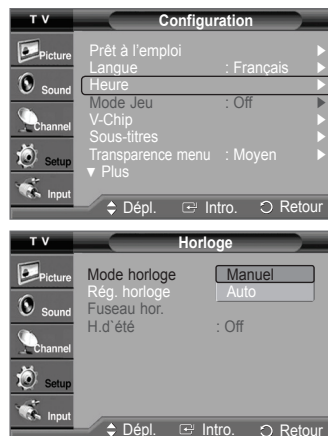 T V Configuration
Picture
Sound
Channel
Setup
Input
Prêt à l'emploi
Langue : Français
Heure
Mode Jeu : Off
V-Chip
Sous-titres
Transparence menu : Moyen
▼ Plus
Dépl. Intro. Retour
T V Horloge
Picture
Sound
Channel
Setup
Input
Mode horloge Manuel
Rég. horloge Auto
Fuseau hor.
H.d`été : Off
Dépl. Intro. Retour